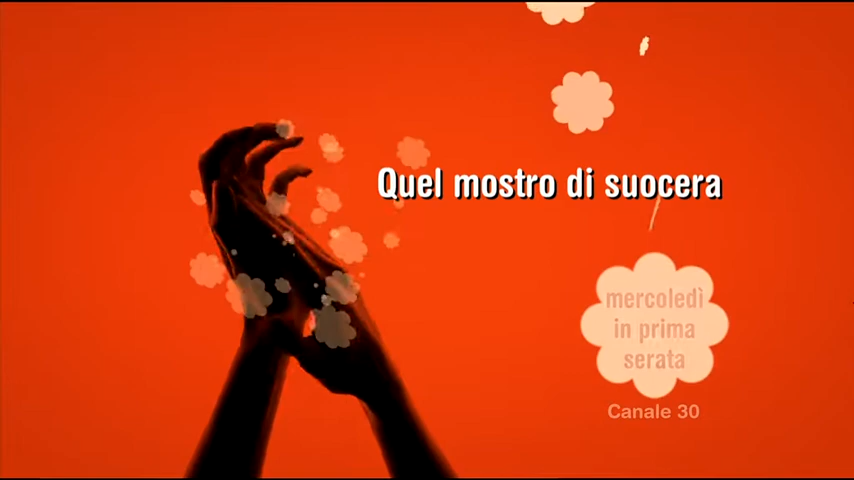 Quel mostro di suocera
mercoledì
in prima
serata
Canale 30